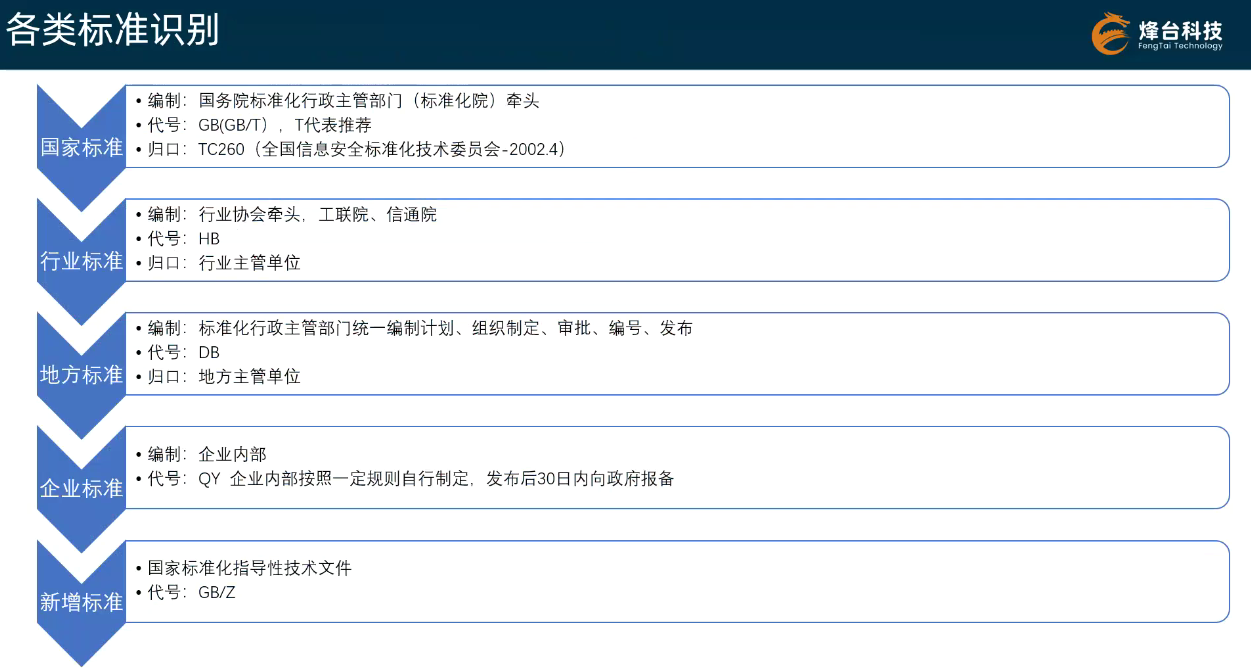 各类标准识别
烽台科技
FengTai Technology
国家标准
• 编制：国务院标准化行政主管部门（标准化院）牵头
• 代号：GB(GB/T），T代表推荐
• 归口：TC260（全国信息安全标准化技术委员会-2002.4）
行业标准
• 编制：行业协会牵头，工联院、信通院
• 代号：HB
• 归口：行业主管单位
地方标准
• 编制：标准化行政主管部门统一编制计划、组织制定、审批、编号、发布
• 代号：DB
• 归口：地方主管单位
企业标准
• 编制：企业内部
• 代号：QY 企业内部按照一定规则自行制定，发布后30日内向政府报备
新增标准
• 国家标准化指导性技术文件
• 代号：GB/Z